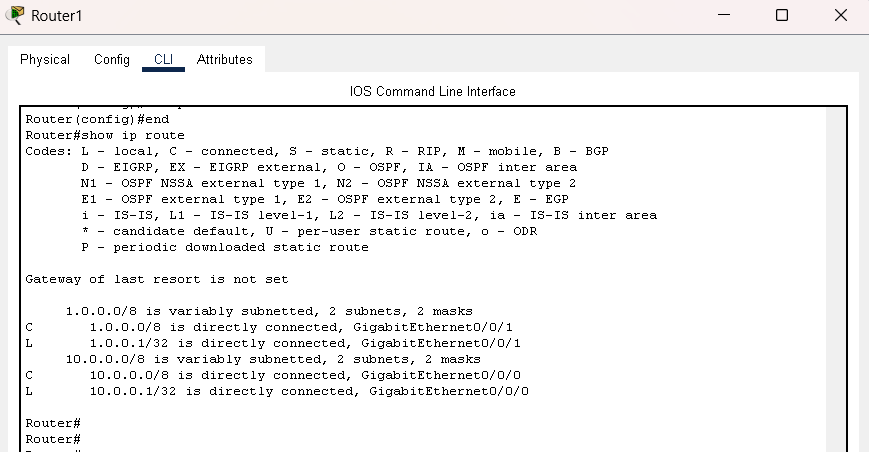 Router1
Physical Config CLI Attributes
IOS Command Line Interface
Router(config)#end
Router#show ip route
Codes: L - local, C - connected, S - static, R - RIP, M - mobile, B - BGP
D - EIGRP, EX - EIGRP external, O - OSPF, IA - OSPF inter area
N1 - OSPF NSSA external type 1, N2 - OSPF NSSA external type 2
E1 - OSPF external type 1, E2 - OSPF external type 2, E - EGP
i - IS-IS, L1 - IS-IS level-1, L2 - IS-IS level-2, ia - IS-IS inter area
* - candidate default, U - per-user static route, o - ODR
P - periodic downloaded static route
Gateway of last resort is not set
1.0.0.0/8 is variably subnetted, 2 subnets, 2 masks
C 1.0.0.0/8 is directly connected, GigabitEthernet0/0/1
L 1.0.0.1/32 is directly connected, GigabitEthernet0/0/1
10.0.0.0/8 is variably subnetted, 2 subnets, 2 masks
C 10.0.0.0/8 is directly connected, GigabitEthernet0/0/0
L 10.0.0.1/32 is directly connected, GigabitEthernet0/0/0
Router#
Router#